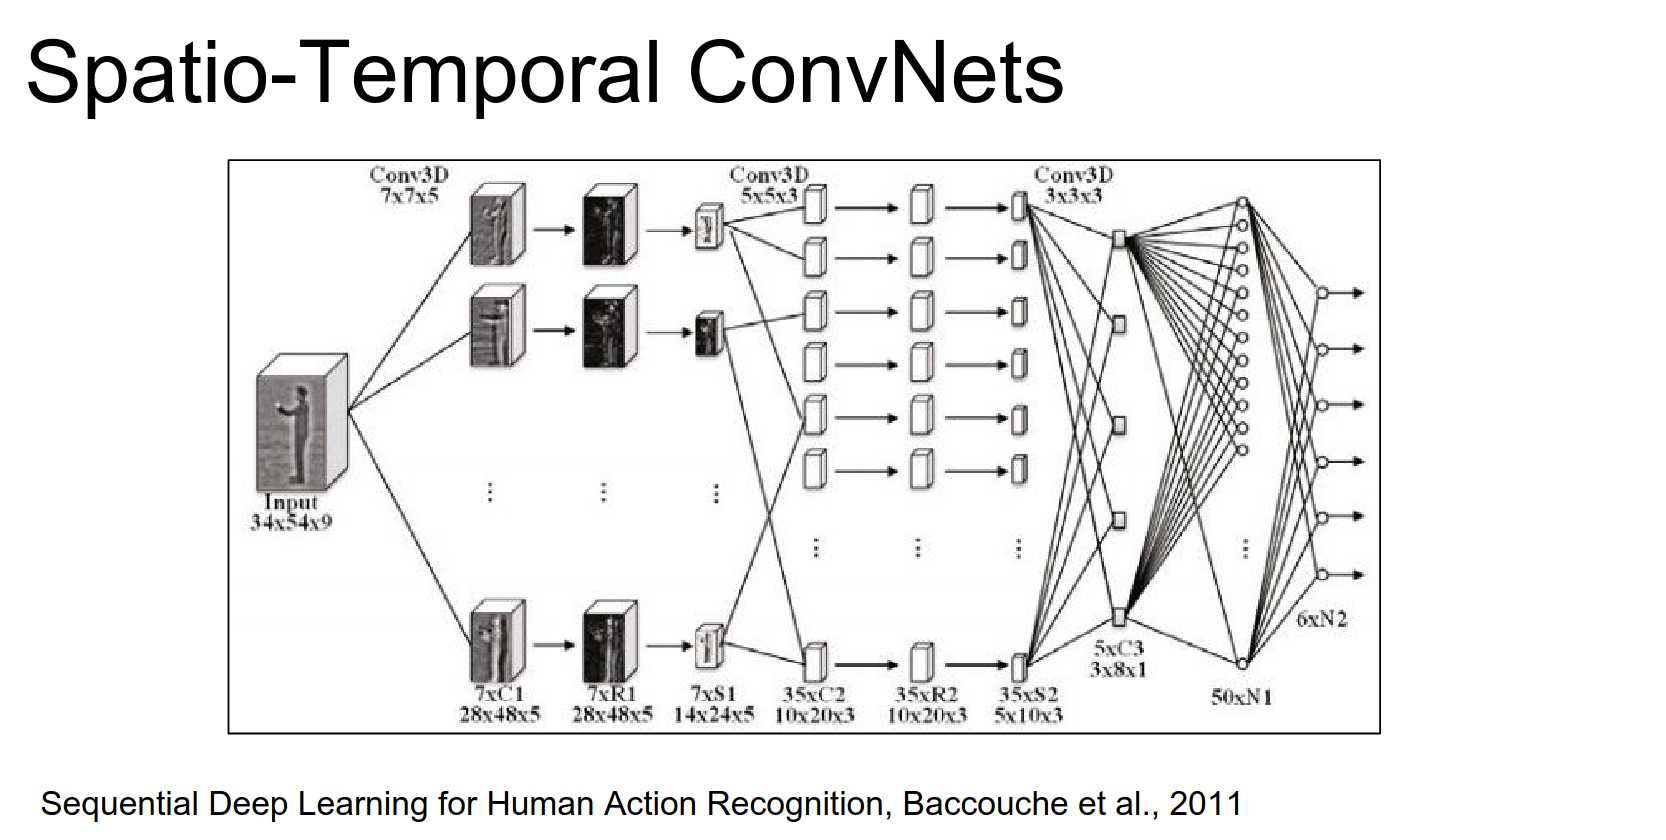 Spatio-Temporal ConvNets
Conv3D
7x7x5
Conv3D
5x5x3
Conv3D
3x3x3
Input
34x54x9
7xC1
28x48x5
7xR1
28x48x5
7xS1
14x24x5
35xC2
10x20x3
35xR2
10x20x3
35xS2
5x10x3
5xC3
3x8x1
50xN1
6xN2
Sequential Deep Learning for Human Action Recognition, Baccouche et al., 2011